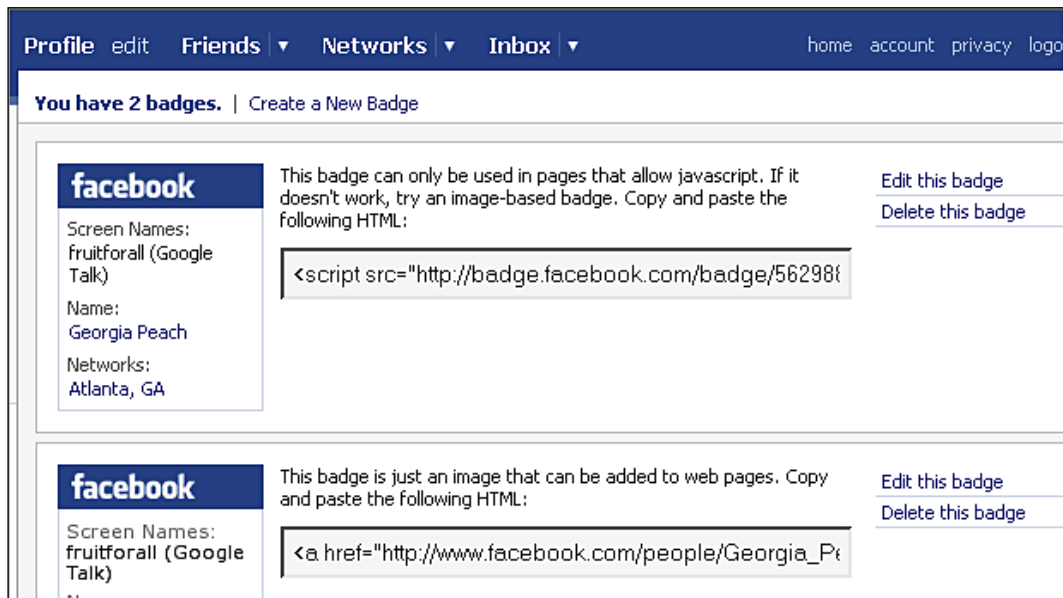 Profile edit Friends ▼ Networks ▼ Inbox ▼ home account privacy logo
You have 2 badges. | Create a New Badge
facebook
Screen Names:
fruitforall (Google
Talk)
Name:
Georgia Peach
Networks:
Atlanta, GA
This badge can only be used in pages that allow javascript. If it
doesn't work, try an image-based badge. Copy and paste the
following HTML:
<script src="http://badge.facebook.com/badge/56298
Edit this badge
Delete this badge
facebook
Screen Names:
fruitforall (Google
Talk)
This badge is just an image that can be added to web pages. Copy
and paste the following HTML:
<a href="http://www.facebook.com/people/Georgia_Pe
Edit this badge
Delete this badge